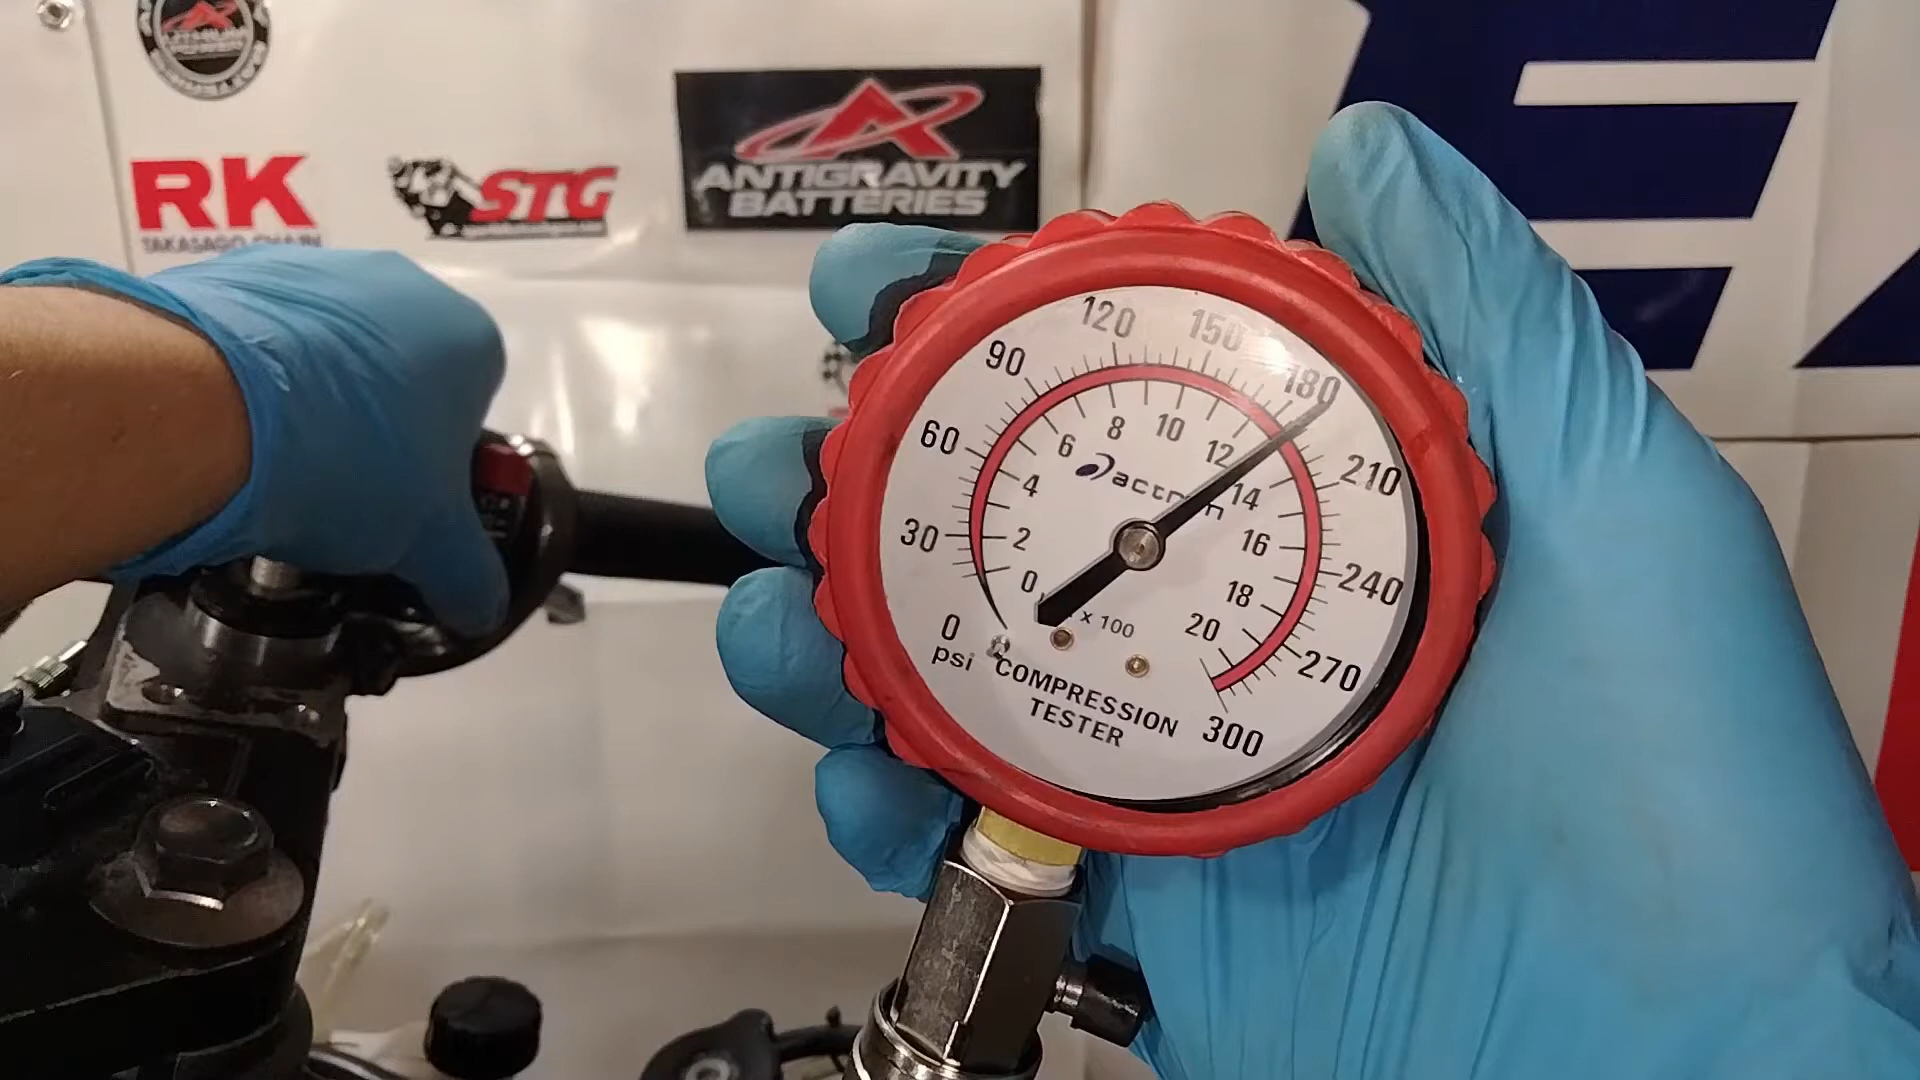 RK
TAKASAGO CHAIN
STG
ANTIGRAVITY
BATTERIES
0
30
60
90
120
150
180
210
240
270
300
psi
0
2
4
6
8
10
12
14
16
18
20
x 100
COMPRESSION
TESTER